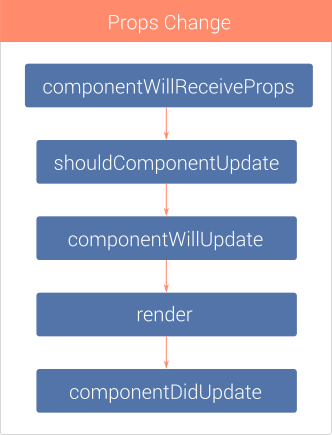 Props Change
componentWillReceiveProps
shouldComponentUpdate
componentWillUpdate
render
componentDidUpdate